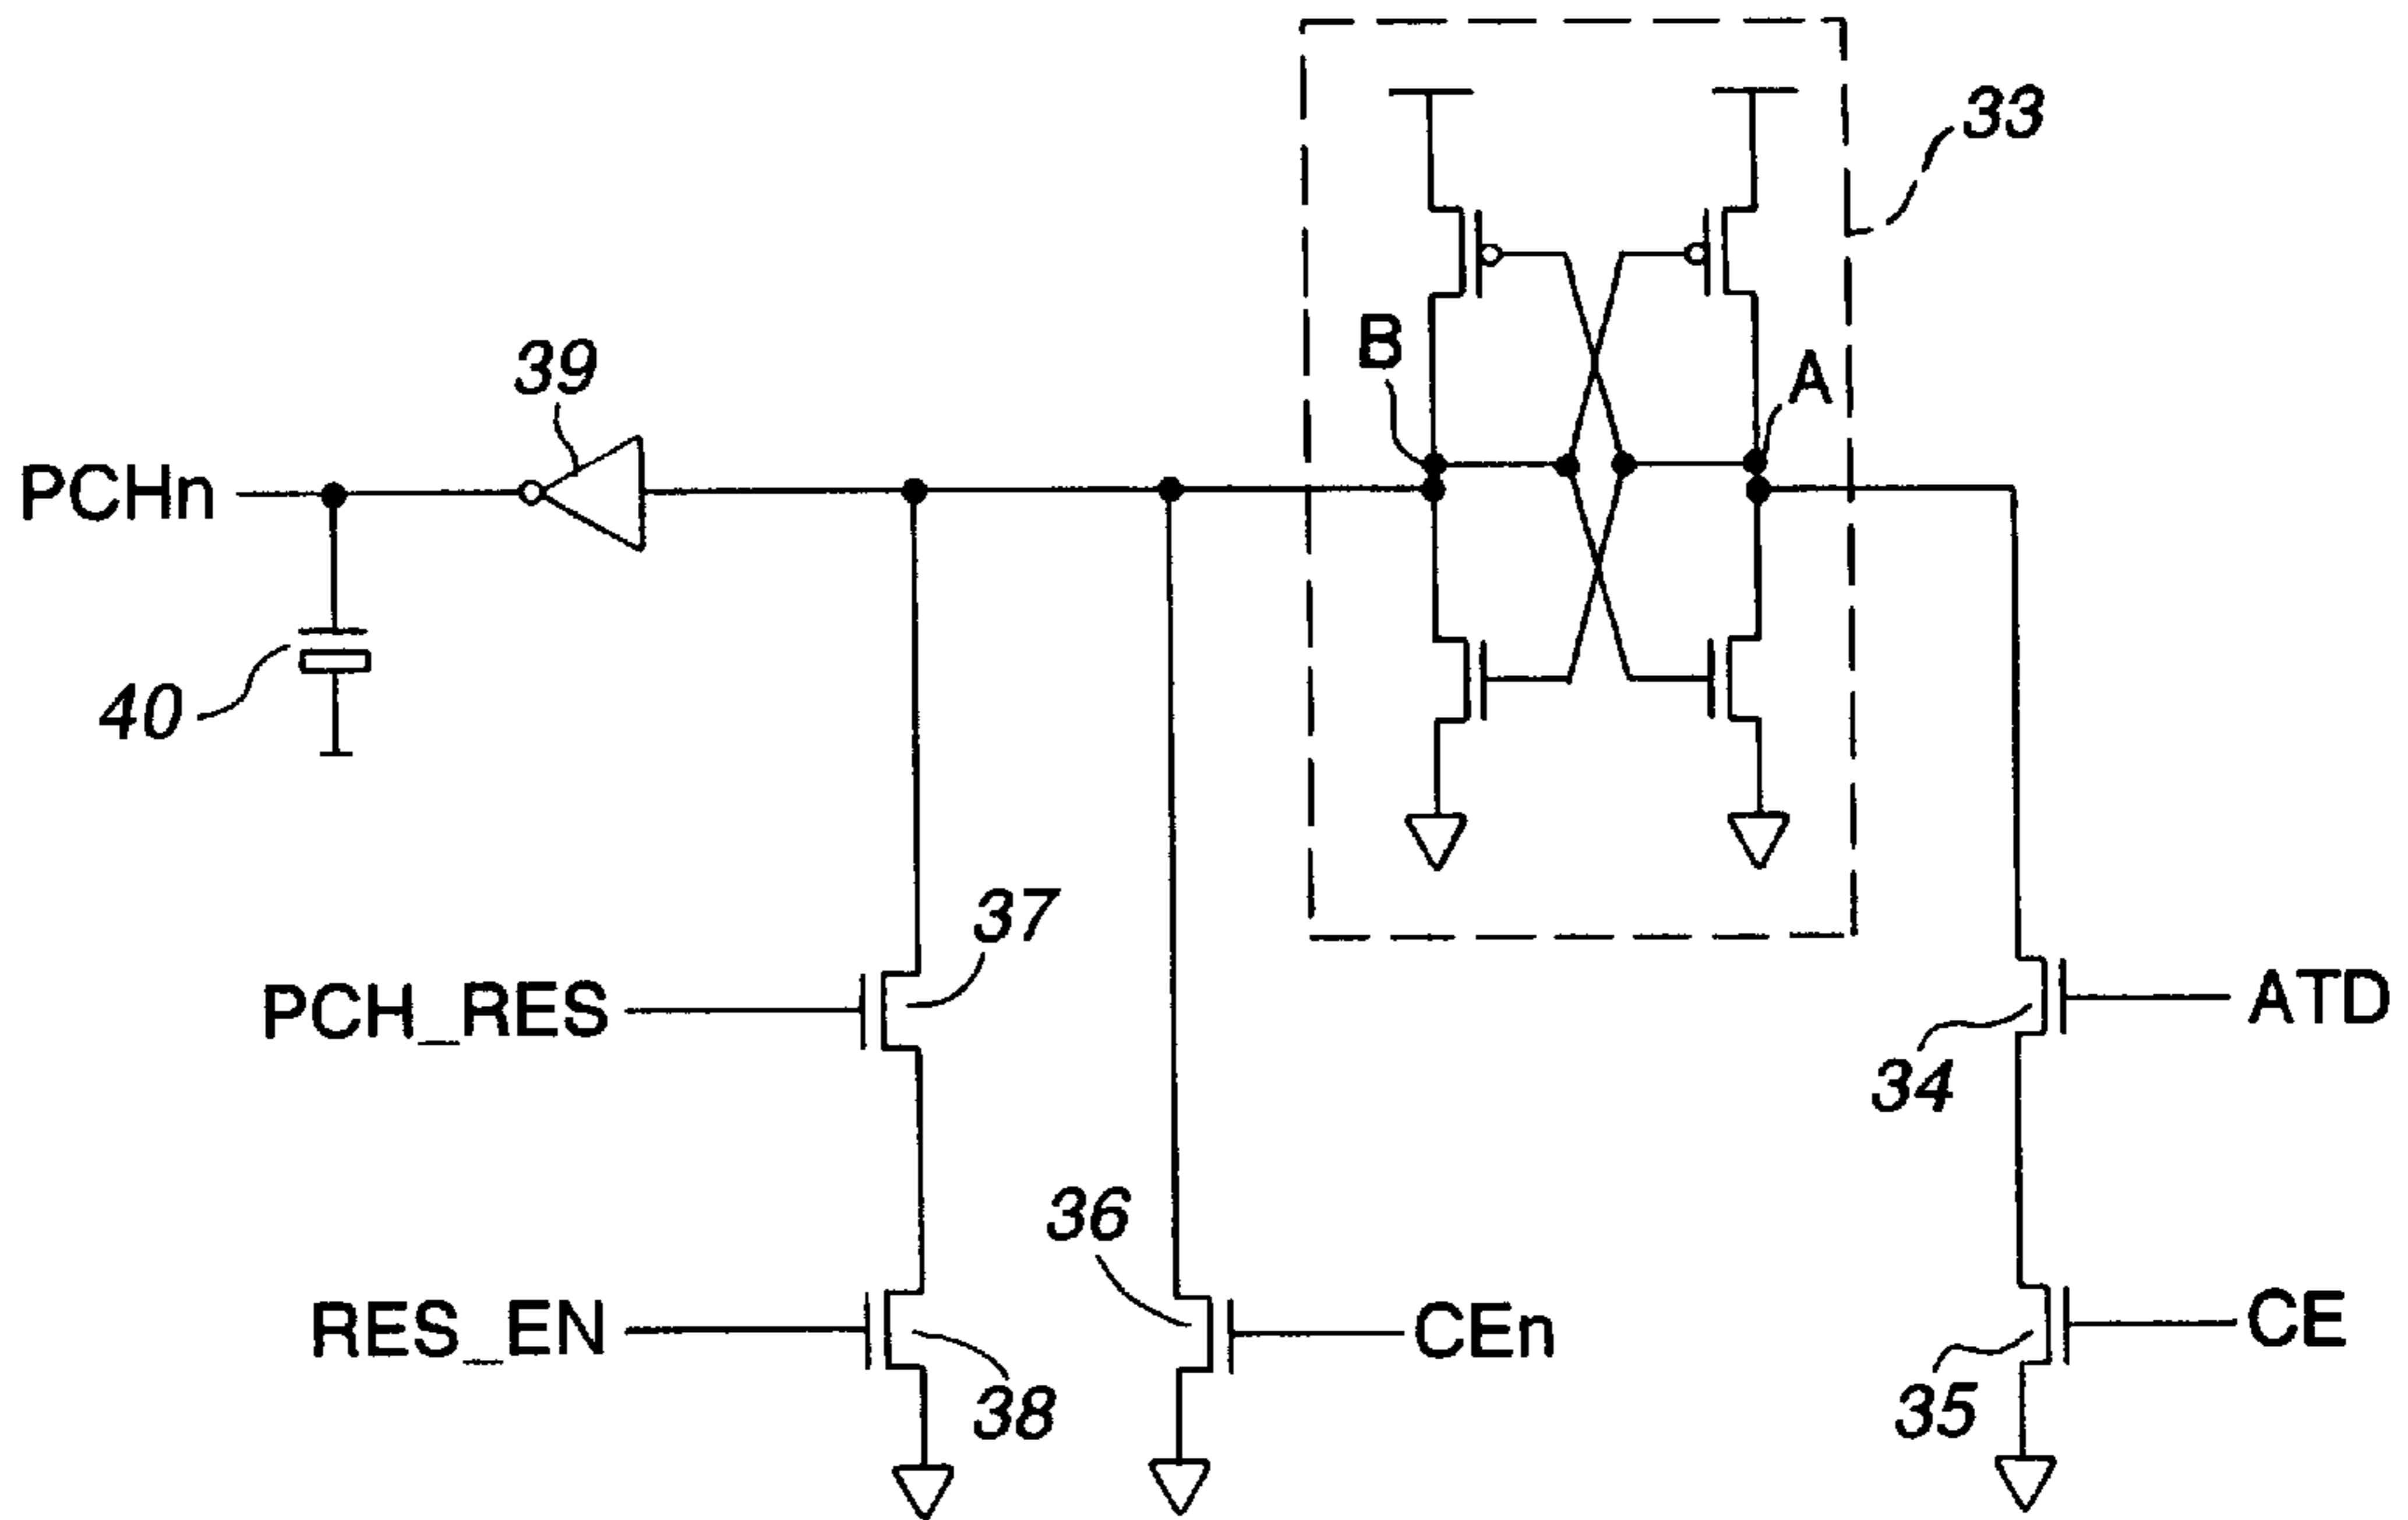 33
B
A
39
PCHn
40
37
PCH_RES
ATD
34
36
RES_EN
CEn
CE
38
35